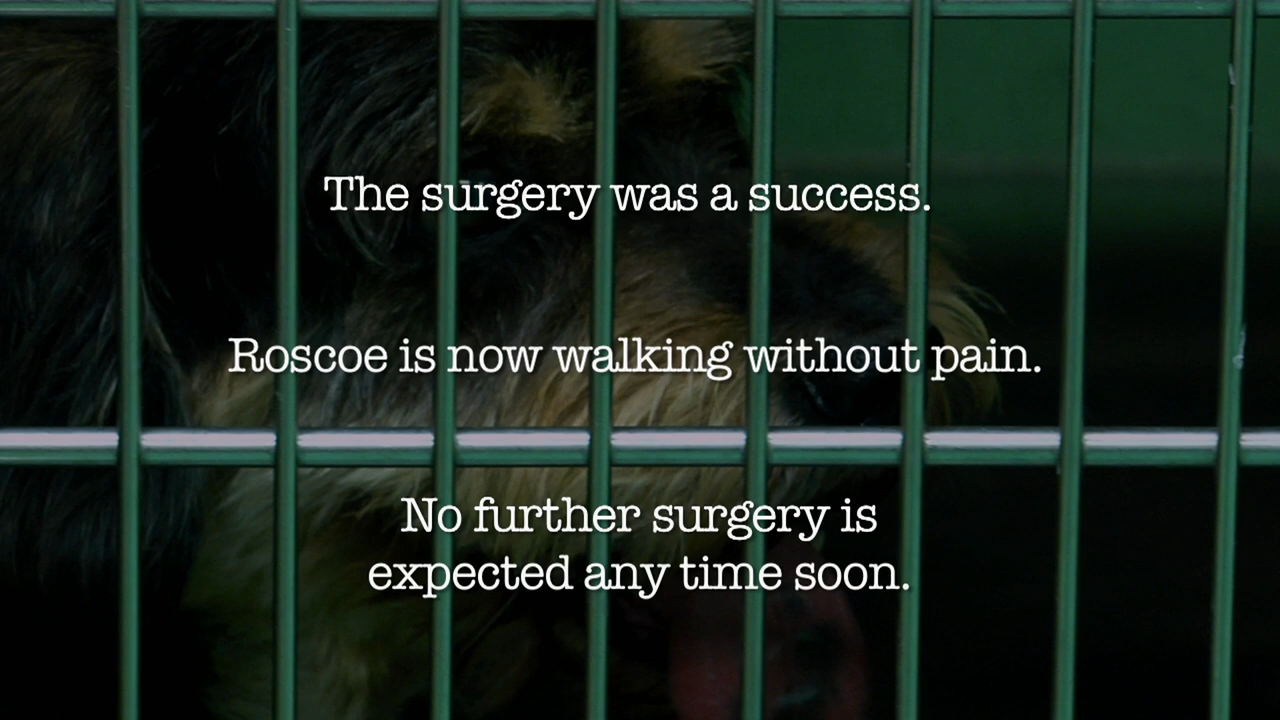 The surgery was a success.
Roscoe is now walking without pain.
No further surgery is
expected any time soon.